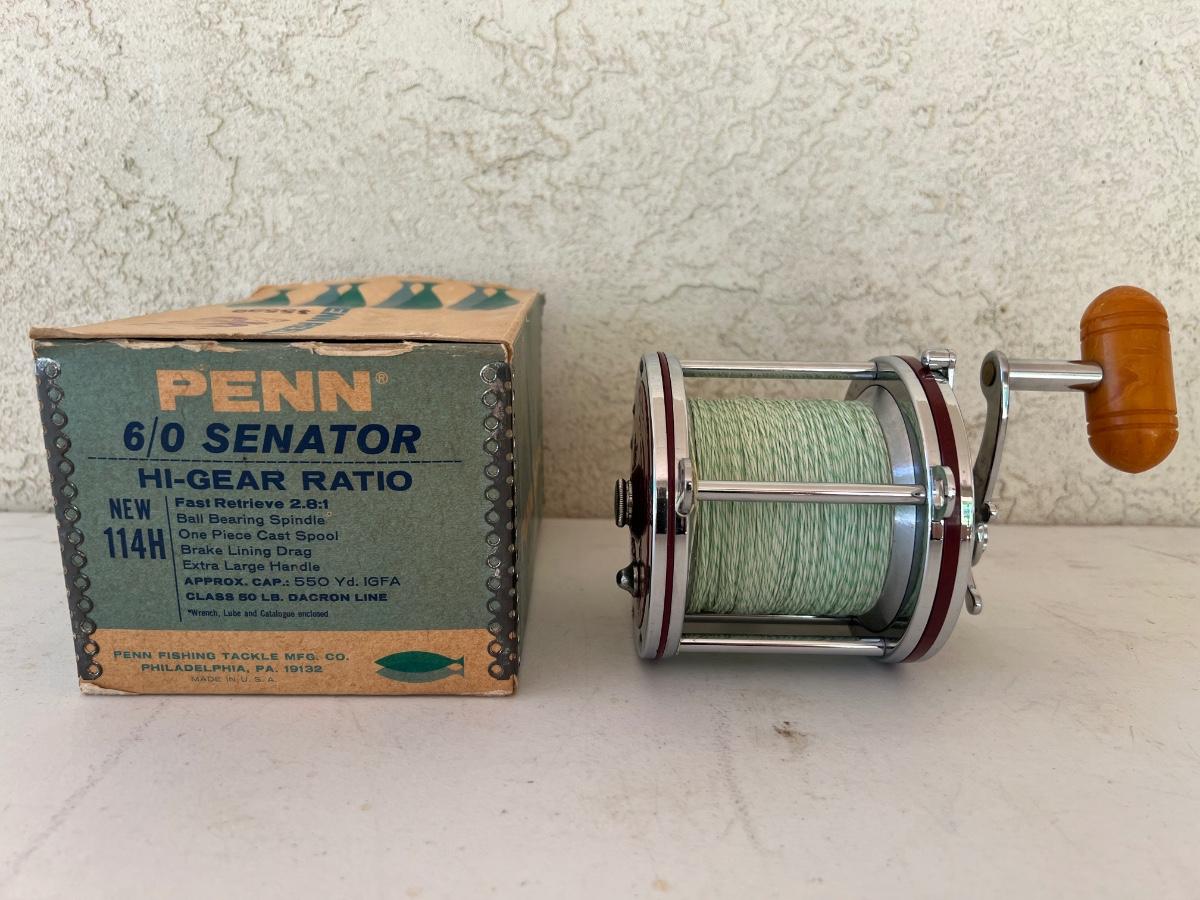 PENN®
6/0 SENATOR
HI-GEAR RATIO
NEW
114H
Fast Retrieve 2.8:1
Ball Bearing Spindle
One Piece Cast Spool
Brake Lining Drag
Extra Large Handle
APPROX. CAP.: 550 Yd. IGFA
CLASS 50 LB. DACRON LINE
*Wrench, Lube and Catalogue enclosed
PENN FISHING TACKLE MFG. CO.
PHILADELPHIA, PA. 19132
MADE IN U.S.A.